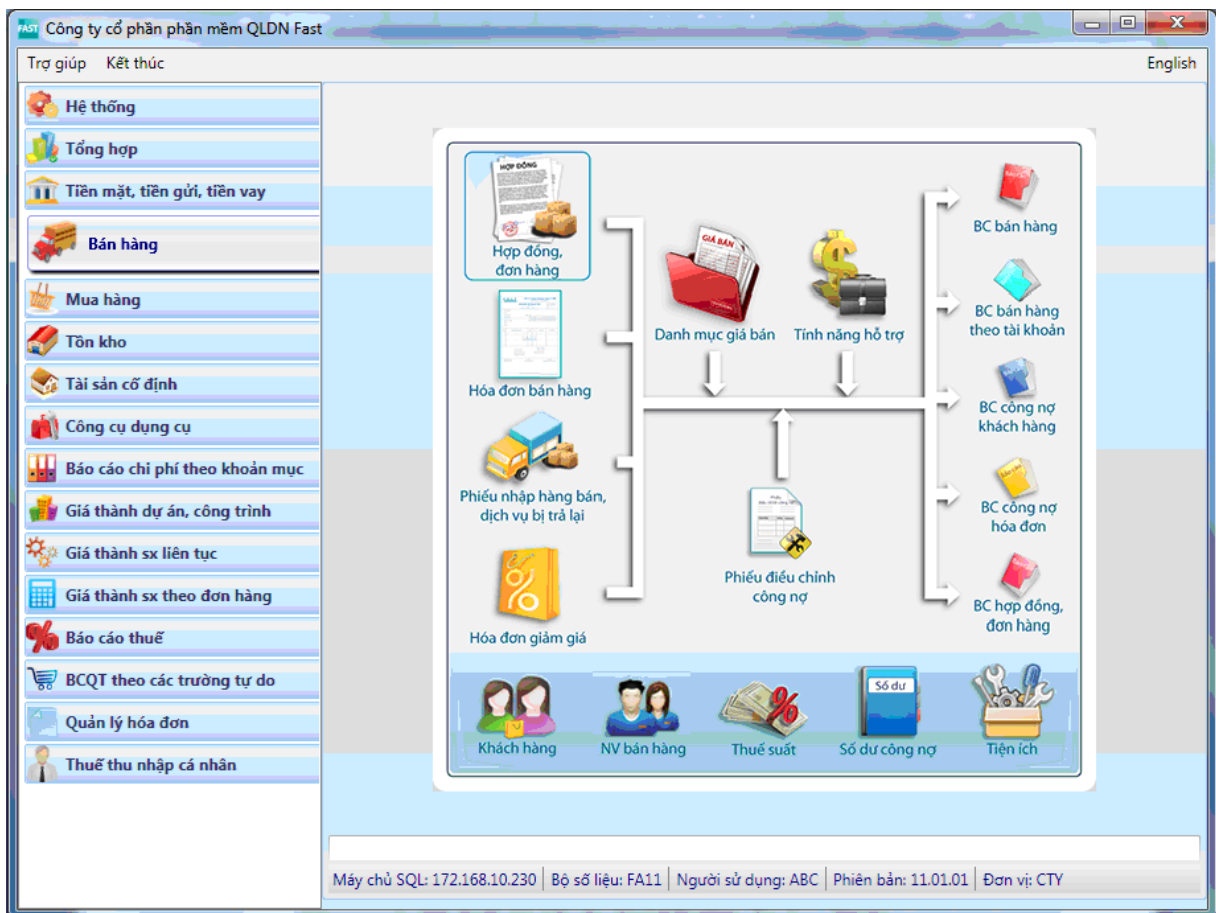 FAST Công ty cổ phần phần mềm QLDN Fast
Trợ giúp Kết thúc English
Hệ thống
Tổng hợp
Tiền mặt, tiền gửi, tiền vay
Bán hàng
Mua hàng
Tồn kho
Tài sản cố định
Công cụ dụng cụ
Báo cáo chi phí theo khoản mục
Giá thành dự án, công trình
Giá thành sx liên tục
Giá thành sx theo đơn hàng
Báo cáo thuế
BCQT theo các trường tự do
Quản lý hóa đơn
Thuế thu nhập cá nhân
HỢP ĐỒNG
Hợp đồng,
đơn hàng
Hóa đơn bán hàng
Phiếu nhập hàng bán,
dịch vụ bị trả lại
Hóa đơn giảm giá
GIÁ BÁN
Danh mục giá bán
Tính năng hỗ trợ
Phiếu điều chỉnh
công nợ
BC bán hàng
BC bán hàng
theo tài khoản
BC công nợ
khách hàng
BC công nợ
hóa đơn
BC hợp đồng,
đơn hàng
Khách hàng
NV bán hàng
Thuế suất
Số dư
Số dư công nợ
Tiện ích
Máy chủ SQL: 172.168.10.230 Bộ số liệu: FA11 Người sử dụng: ABC Phiên bản: 11.01.01 Đơn vị: CTY